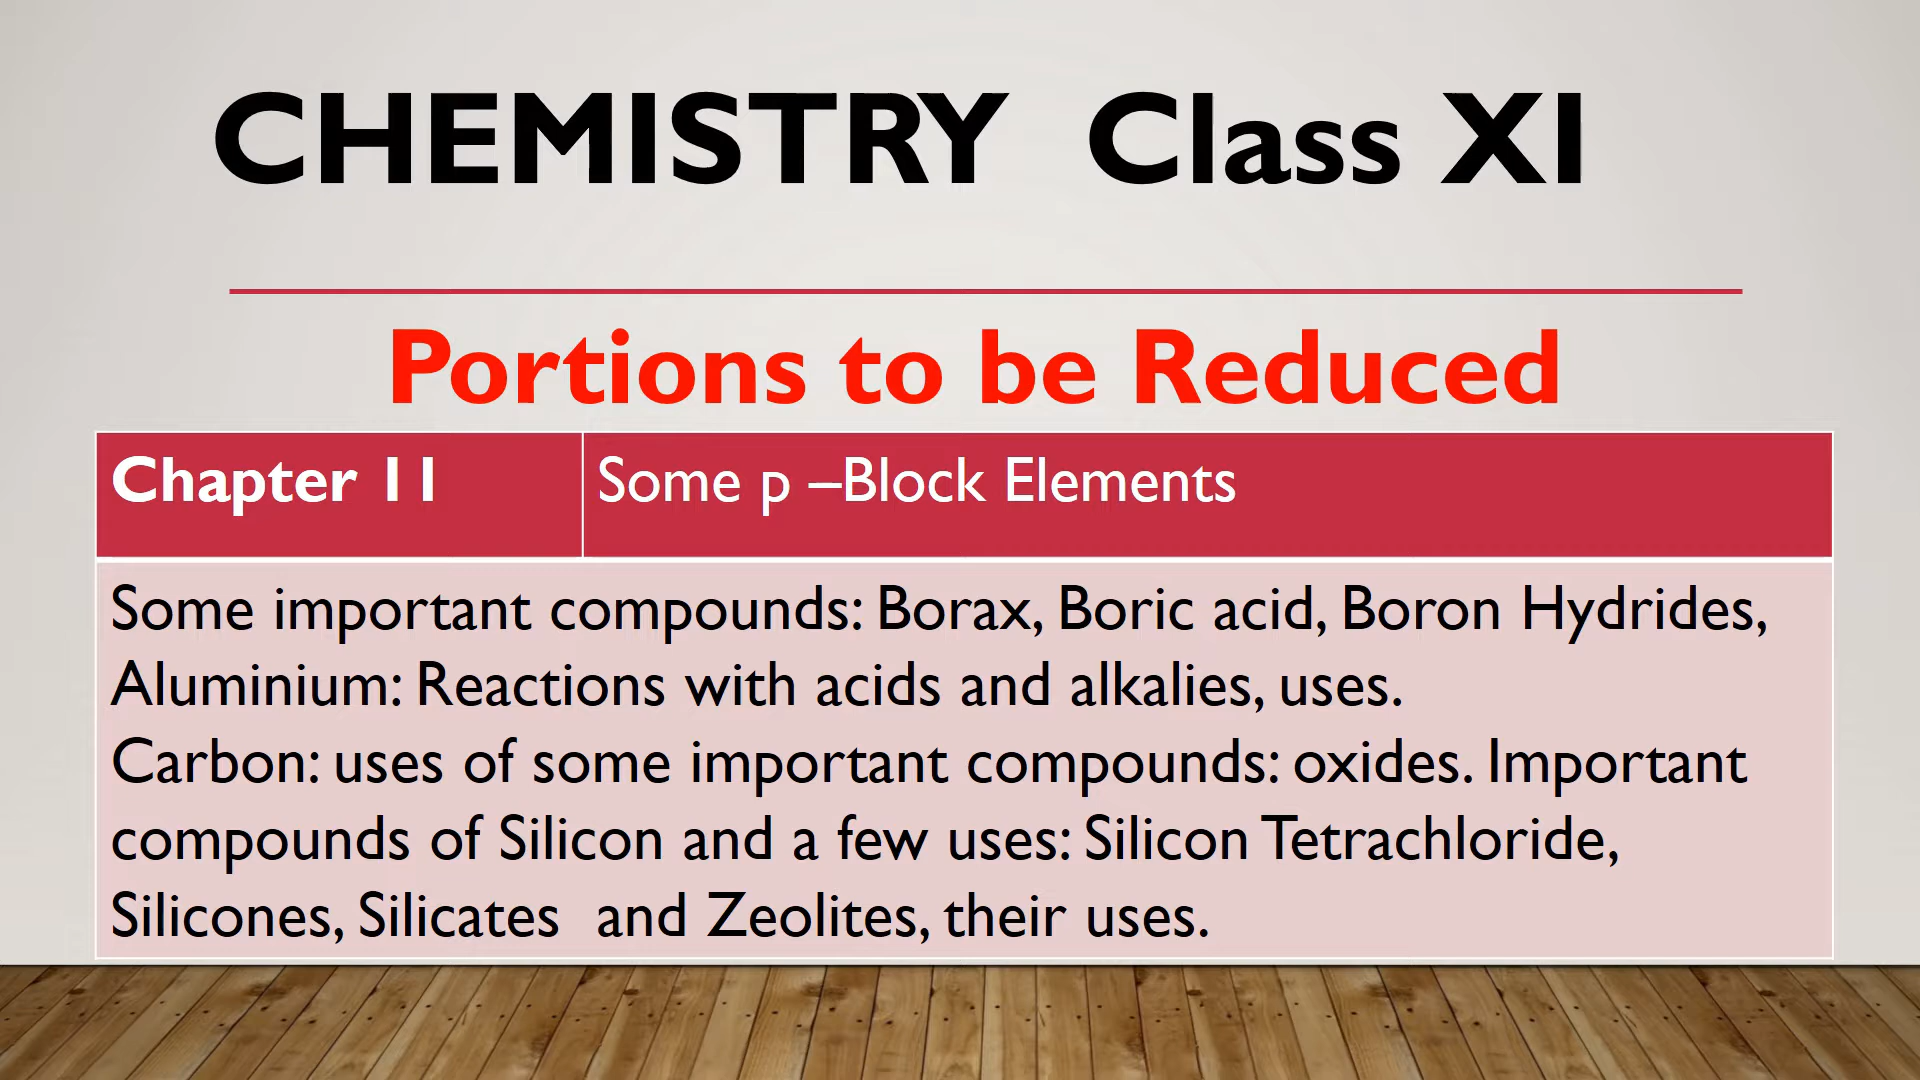 CHEMISTRY Class XI
Portions to be Reduced
Chapter 11
Some p –Block Elements
Some important compounds: Borax, Boric acid, Boron Hydrides,
Aluminium: Reactions with acids and alkalies, uses.
Carbon: uses of some important compounds: oxides. Important
compounds of Silicon and a few uses: Silicon Tetrachloride,
Silicones, Silicates and Zeolites, their uses.